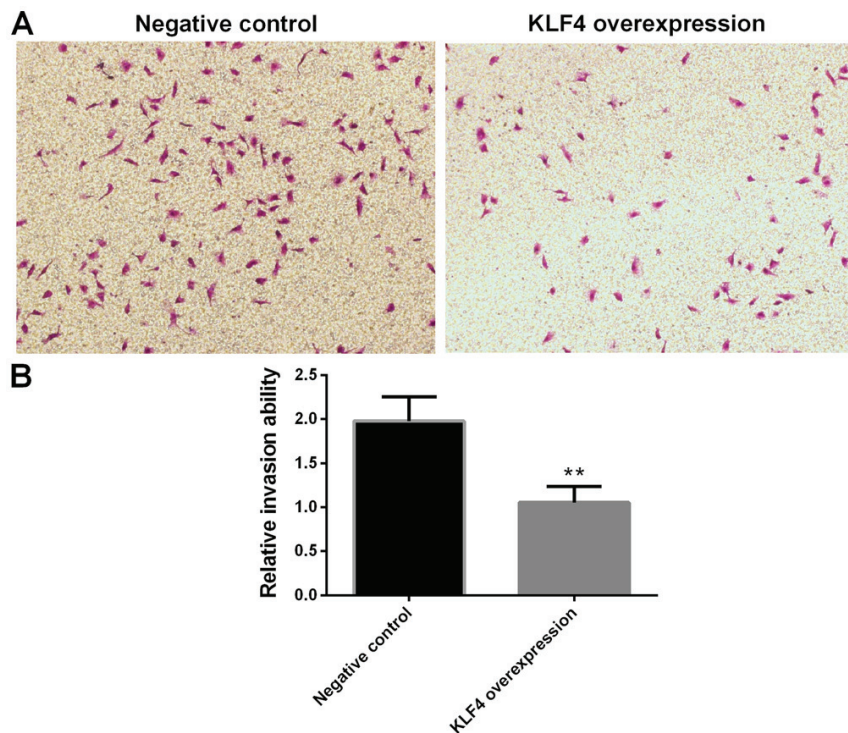 A
Negative control
KLF4 overexpression
B
Relative invasion ability
2.5
2.0
1.5
1.0
0.5
0.0
**
Negative control
KLF4 overexpression